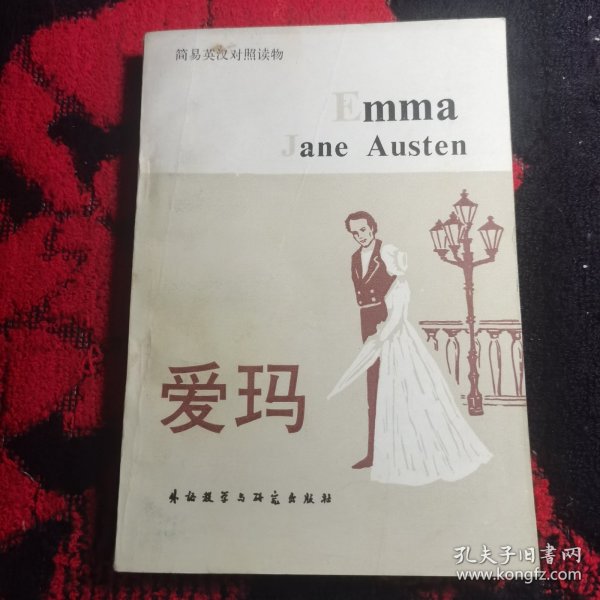 简易英汉对照读物
Emma
Jane Austen
爱玛
外语教学与研究出版社
孔夫子旧书网
www.kongfz.com